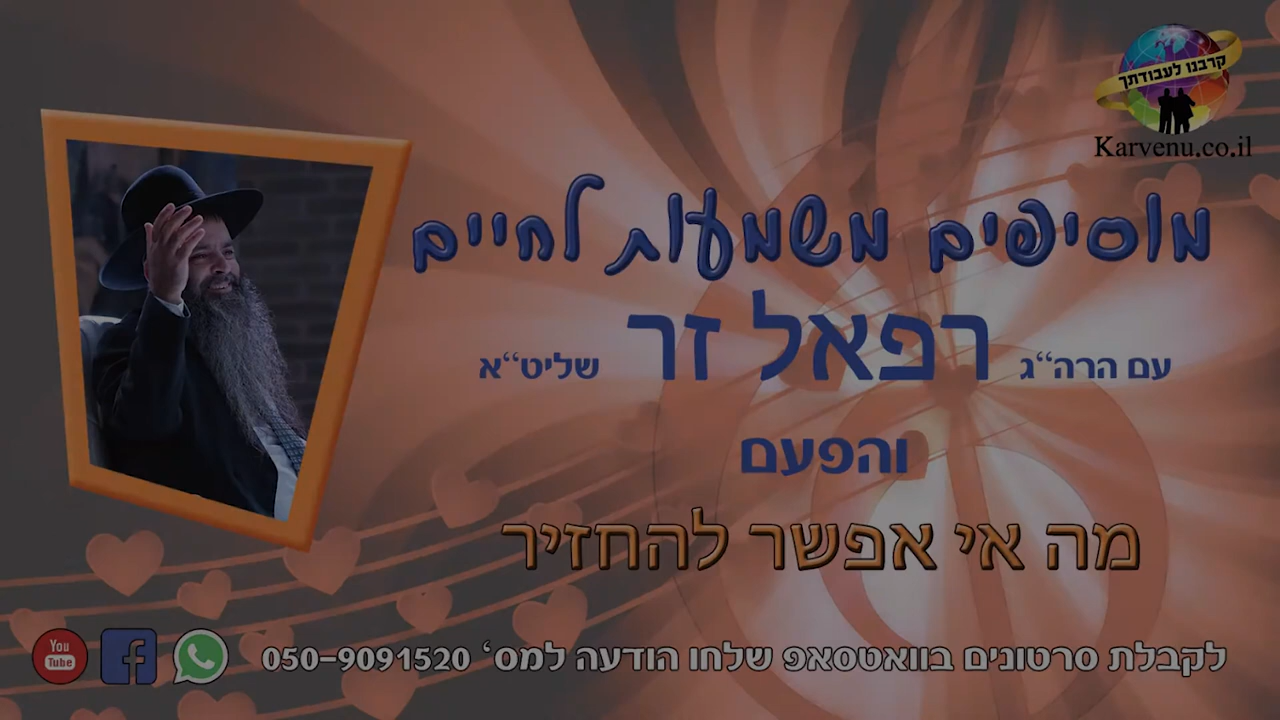 קרבנו לעבודתך
Karvenu.co.il
מוסיפים משמעות לחיים
עם הרה“ג רפאל זר שליט“א
והפעם
מה אי אפשר להחזיר
You
Tube
לקבלת סרטונים בוואטסאפ שלחו הודעה למס‘ 050-9091520